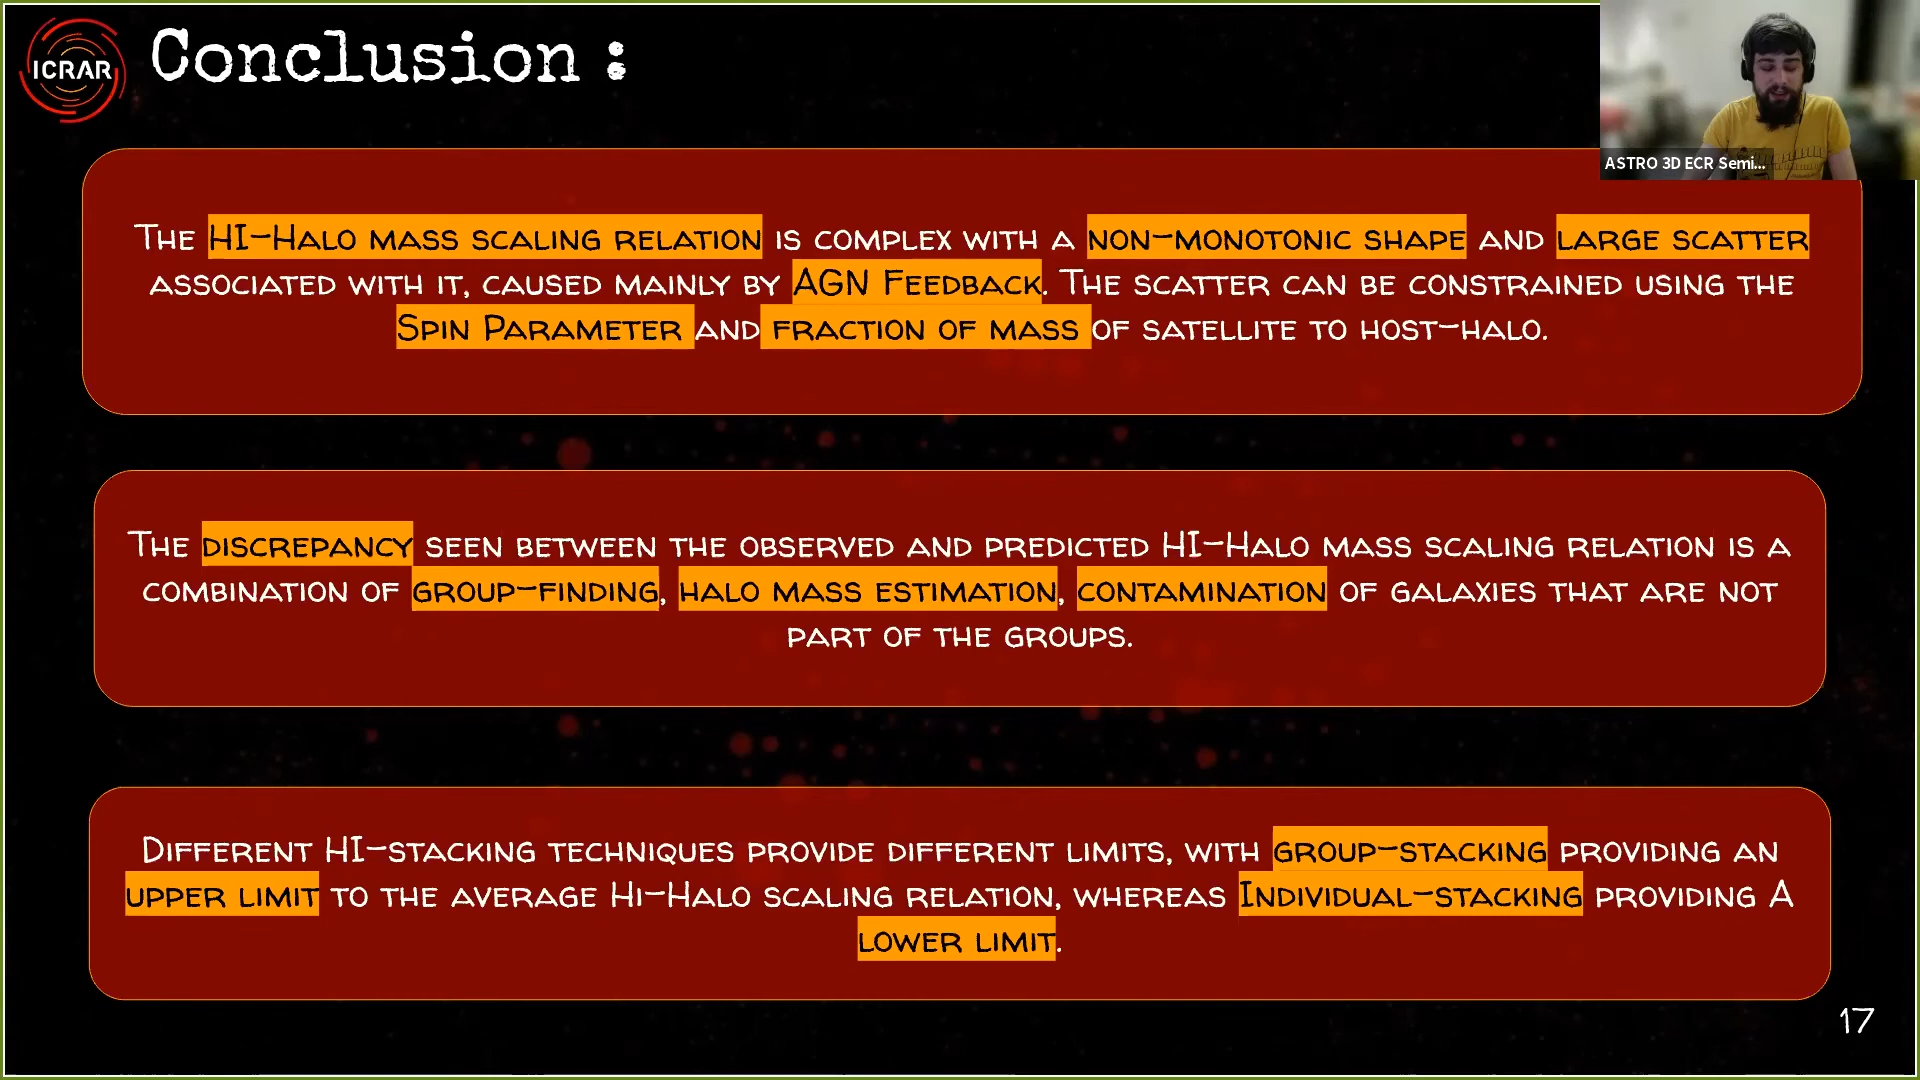 ICRAR
Conclusion :
ASTRO 3D ECR Semi...
The HI-Halo mass scaling relation is complex with a non-monotonic shape and large scatter
associated with it, caused mainly by AGN Feedback. The scatter can be constrained using the
Spin Parameter and fraction of mass of satellite to host-halo.
The discrepancy seen between the observed and predicted HI-Halo mass scaling relation is a
combination of group-finding, halo mass estimation, contamination of galaxies that are not
part of the groups.
Different HI-stacking techniques provide different limits, with group-stacking providing an
upper limit to the average Hi-Halo scaling relation, whereas Individual-stacking providing A
lower limit.
17